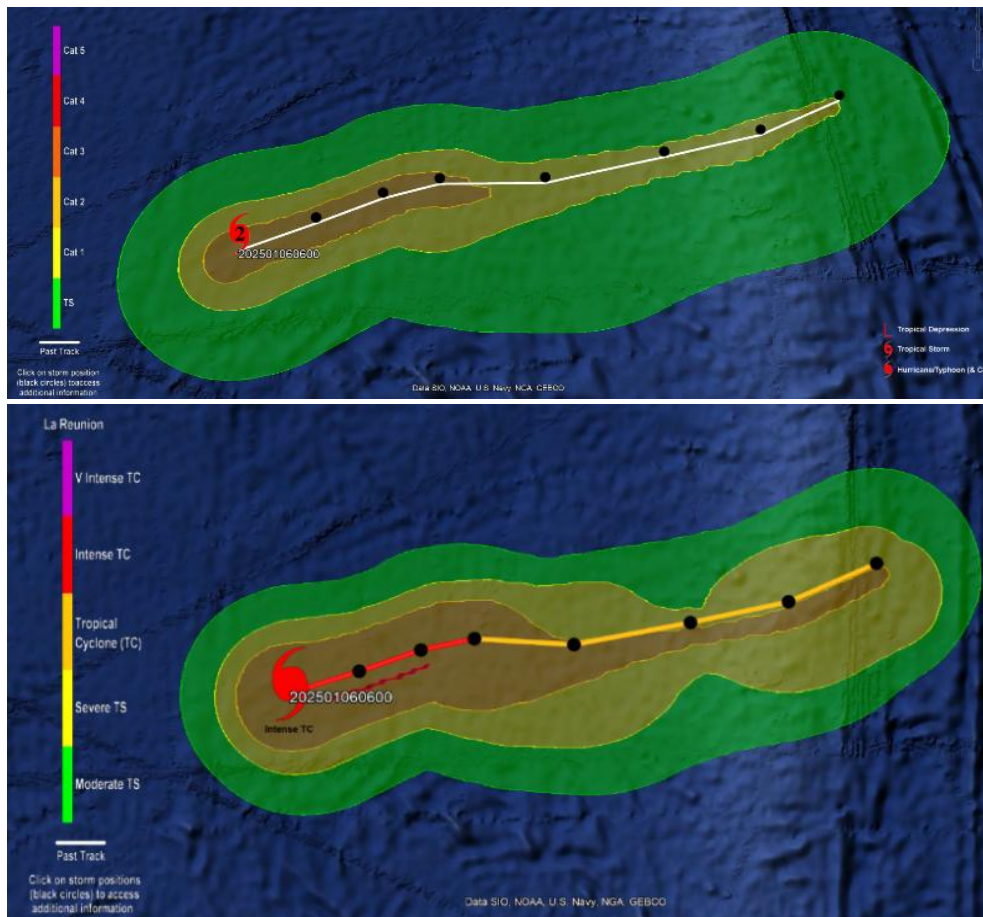 Cat 5
Cat 4
Cat 3
Cat 2
Cat 1
TS
Past Track
Click on storm position
(black circles) toaccess
additional information
2
202501060600
Tropical Depression
Tropical Storm
Hurricane/Typhoon (& C
Data SIO, NOAA, U.S. Navy, NGA, GEBCO
La Reunion
V Intense TC
Intense TC
Tropical
Cyclone (TC)
Severe TS
Moderate TS
Past Track
Click on storm positions
(black circles) to access
additional information
202501060600
Intense TC
Data SIO, NOAA, U.S. Navy, NGA, GEBCO